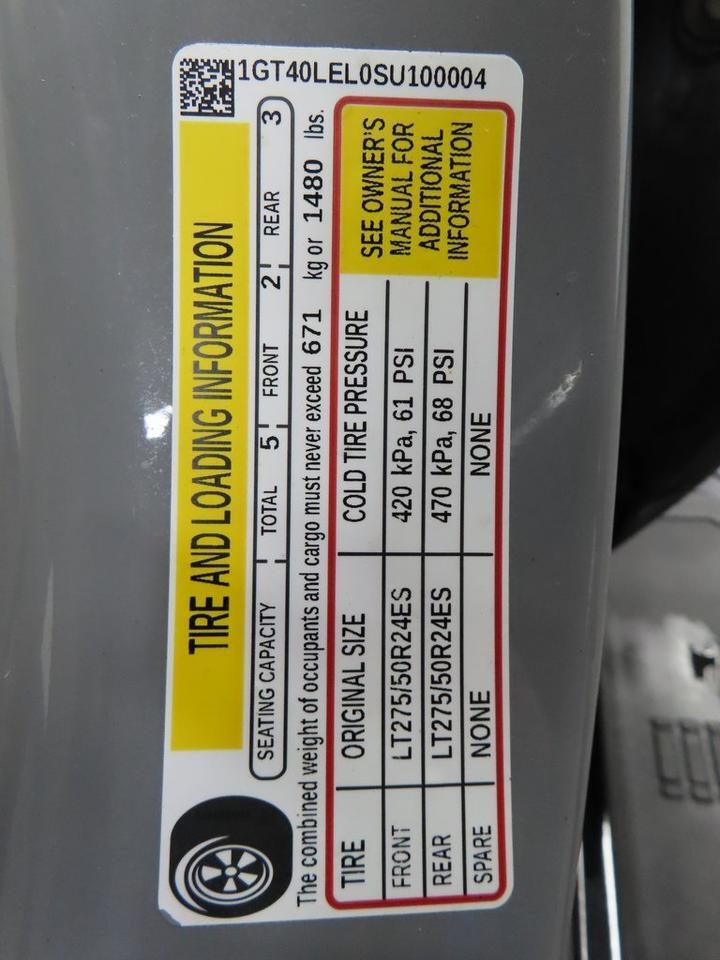 1GT40LEL0SU100004
TIRE AND LOADING INFORMATION
SEATING CAPACITY TOTAL 5 FRONT 2 REAR 3
The combined weight of occupants and cargo must never exceed 671 kg or 1480 lbs.
TIRE ORIGINAL SIZE COLD TIRE PRESSURE
FRONT LT275/50R24ES 420 kPa, 61 PSI
REAR LT275/50R24ES 470 kPa, 68 PSI
SPARE NONE NONE
SEE OWNER'S
MANUAL FOR
ADDITIONAL
INFORMATION